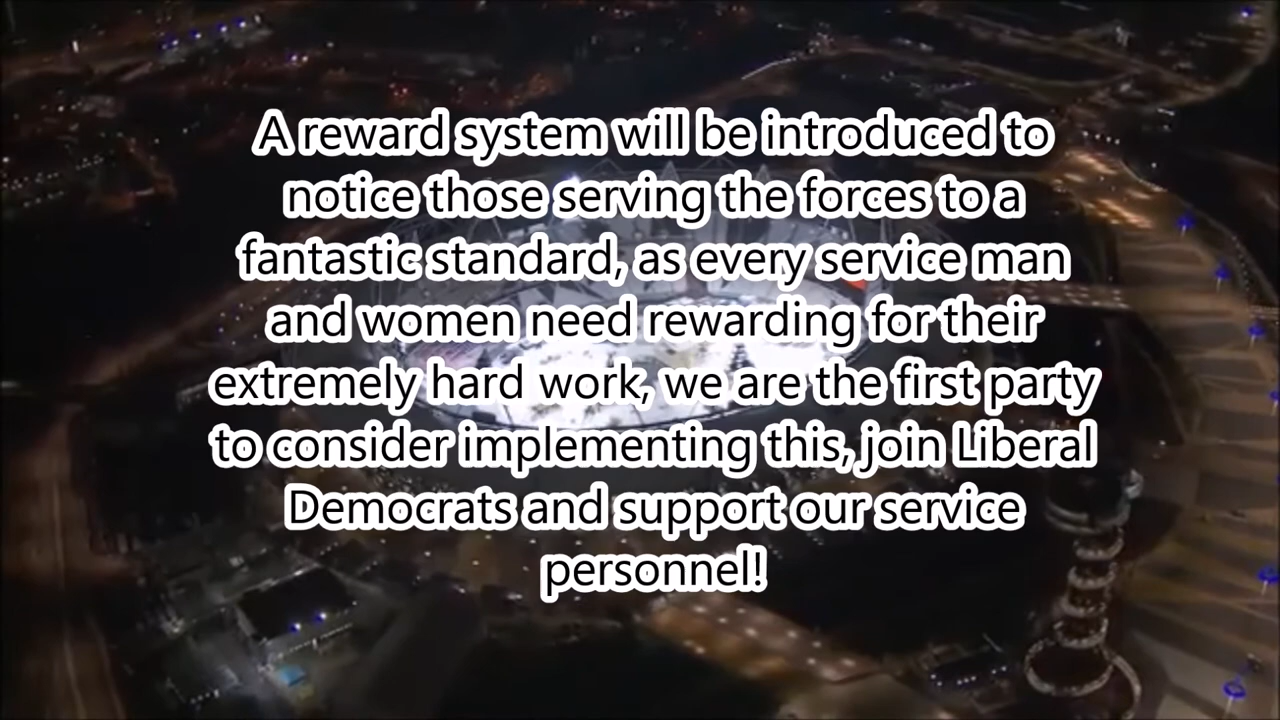 A reward system will be introduced to
notice those serving the forces to a
fantastic standard, as every service man
and women need rewarding for their
extremely hard work, we are the first party
to consider implementing this, join Liberal
Democrats and support our service
personnel!